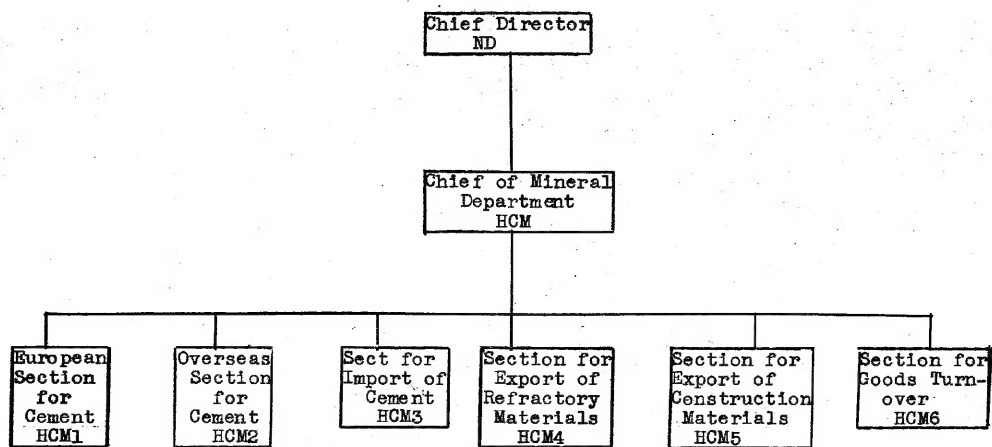 Chief Director
ND
Chief of Mineral
Department
HCM
European
Section
for
Cement
HCM1
Overseas
Section
for
Cement
HCM2
Sect for
Import of
Cement
HCM3
Section for
Export of
Refractory
Materials
HCM4
Section for
Export of
Construction
Materials
HCM5
Section for
Goods Turn-
over
HCM6